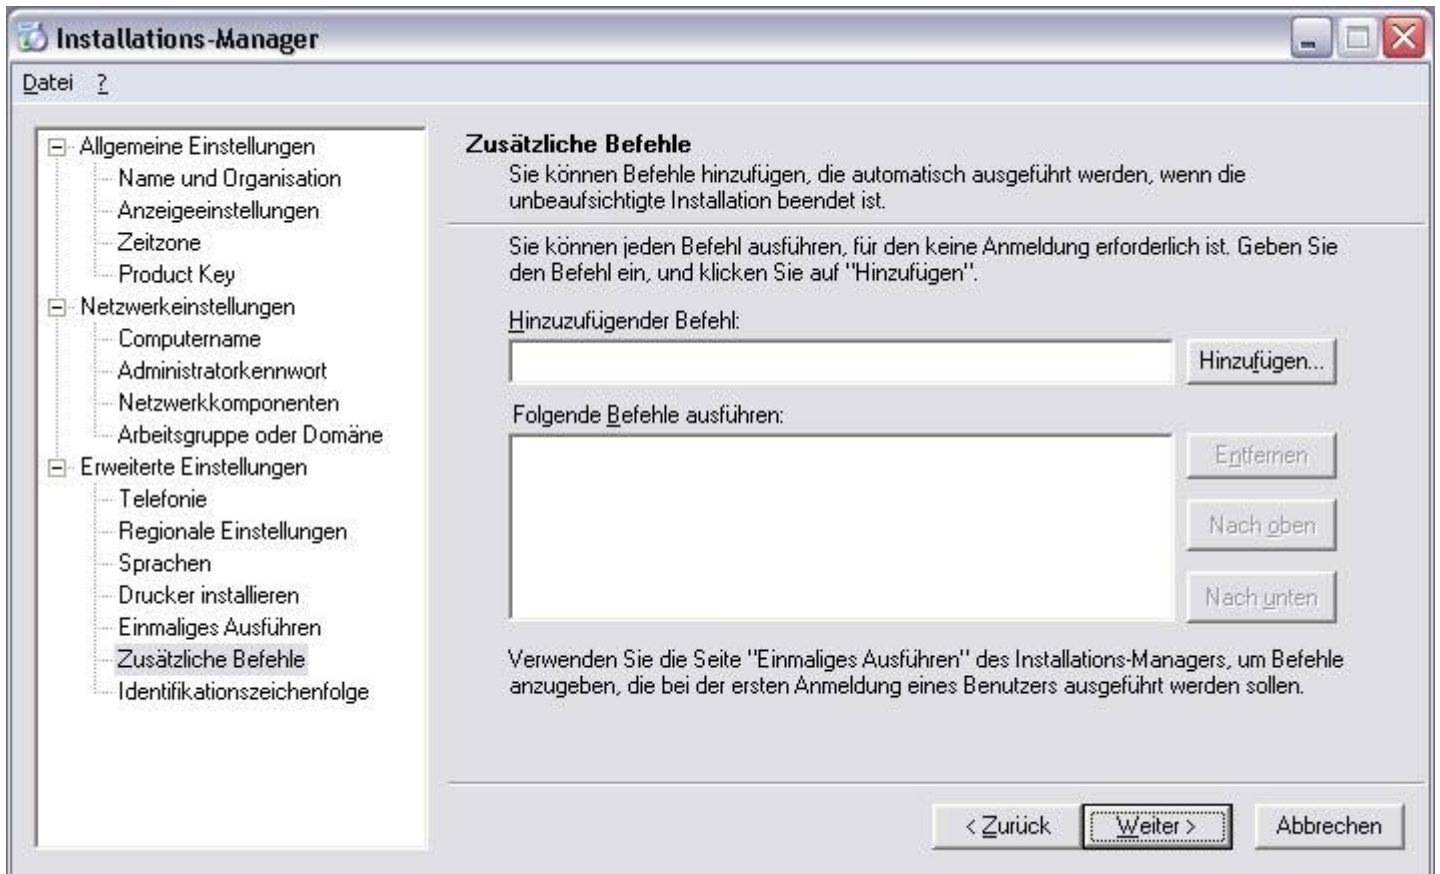 Installations-Manager
Datei ?
Allgemeine Einstellungen
Name und Organisation
Anzeigeeinstellungen
Zeitzone
Product Key
Netzwerkeinstellungen
Computername
Administratorkennwort
Netzwerkkomponenten
Arbeitsgruppe oder Domäne
Erweiterte Einstellungen
Telefonie
Regionale Einstellungen
Sprachen
Drucker installieren
Einmaliges Ausführen
Zusätzliche Befehle
Identifikationszeichenfolge
Zusätzliche Befehle
Sie können Befehle hinzufügen, die automatisch ausgeführt werden, wenn die
unbeaufsichtigte Installation beendet ist.
Sie können jeden Befehl ausführen, für den keine Anmeldung erforderlich ist. Geben Sie
den Befehl ein, und klicken Sie auf "Hinzufügen".
Hinzuzufügender Befehl:
Hinzufügen...
Folgende Befehle ausführen:
Entfernen
Nach oben
Nach unten
Verwenden Sie die Seite "Einmaliges Ausführen" des Installations-Managers, um Befehle
anzugeben, die bei der ersten Anmeldung eines Benutzers ausgeführt werden sollen.
< Zurück
Weiter >
Abbrechen